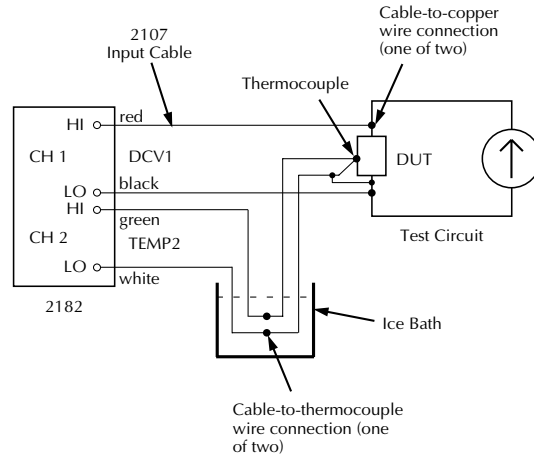 Cable-to-copper
wire connection
(one of two)
2107
Input Cable
Thermocouple
red
HI
CH 1
DCV1
DUT
LO
black
HI
green
CH 2
TEMP2
Test Circuit
LO
white
2182
Ice Bath
Cable-to-thermocouple
wire connection (one
of two)